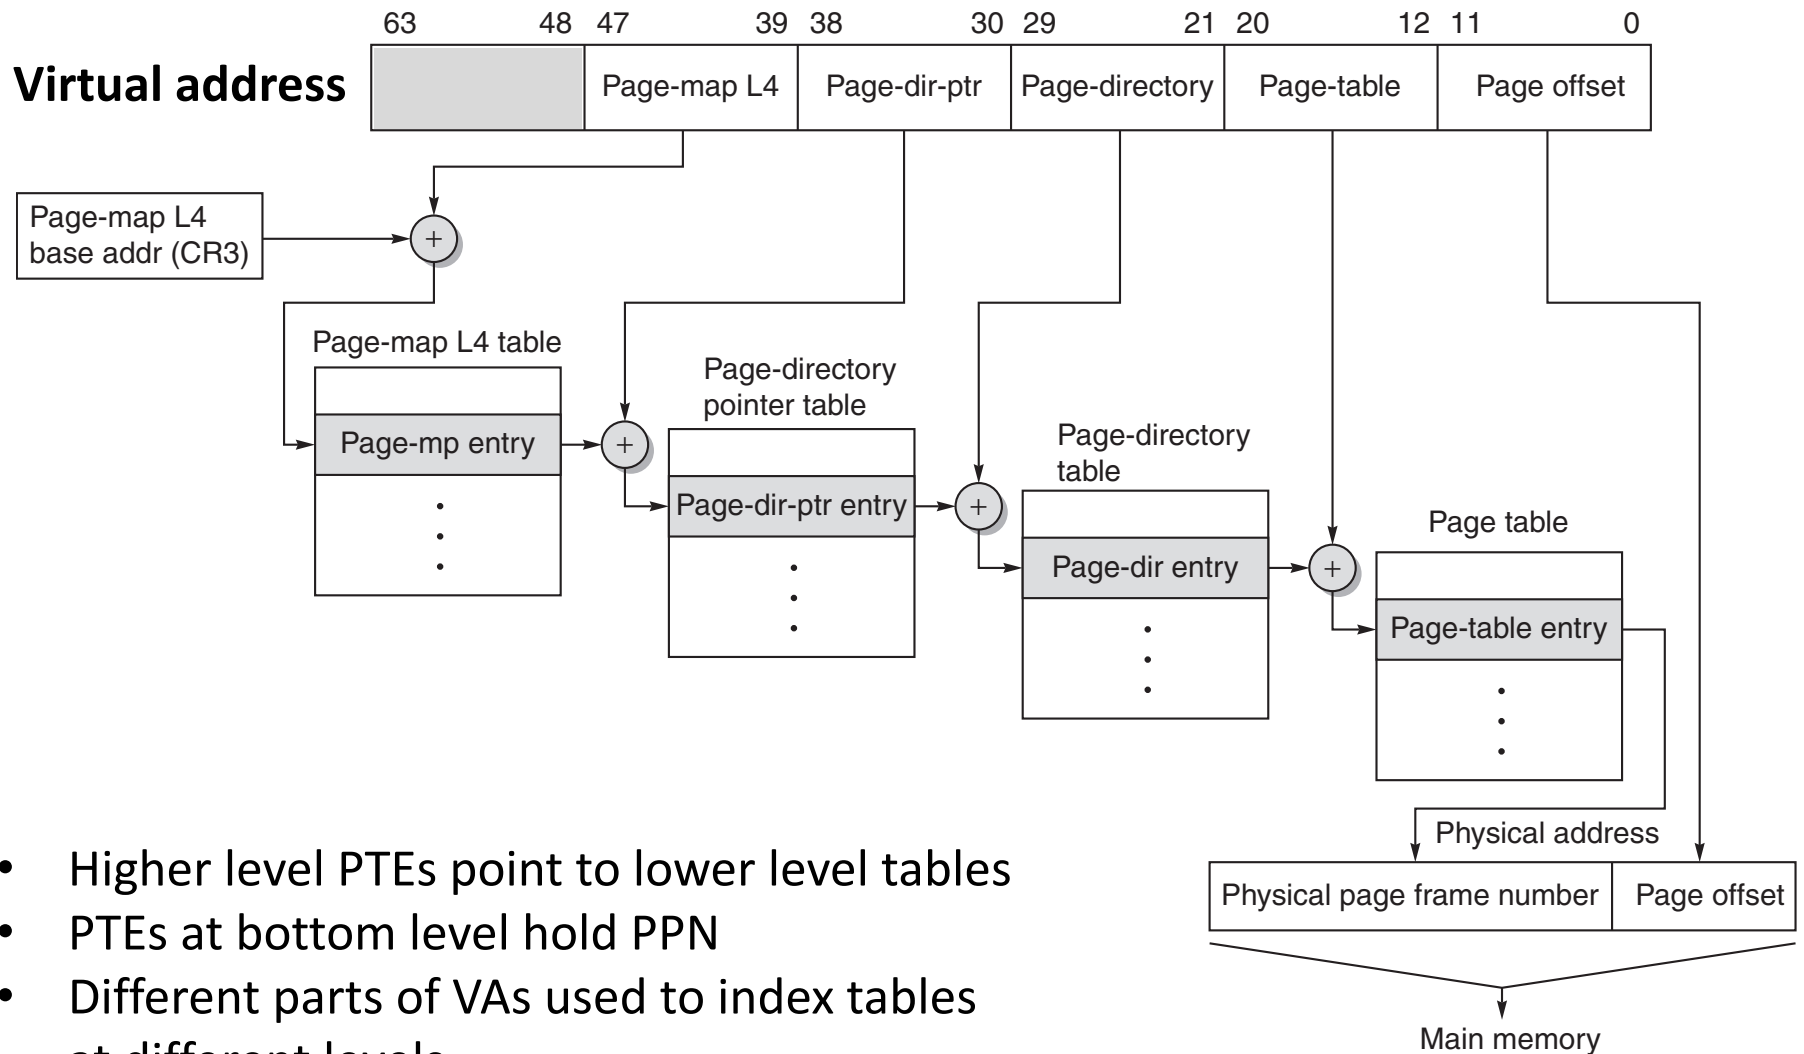 63 48 47 39 38 30 29 21 20 12 11 0
Virtual address
Page-map L4 Page-dir-ptr Page-directory Page-table Page offset
Page-map L4
base addr (CR3)
+
Page-map L4 table
Page-mp entry
+
Page-directory
pointer table
Page-dir-ptr entry
+
Page-directory
table
Page-dir entry
+
Page table
Page-table entry
Physical address
Physical page frame number Page offset
Main memory
• Higher level PTEs point to lower level tables
• PTEs at bottom level hold PPN
• Different parts of VAs used to index tables
at different levels